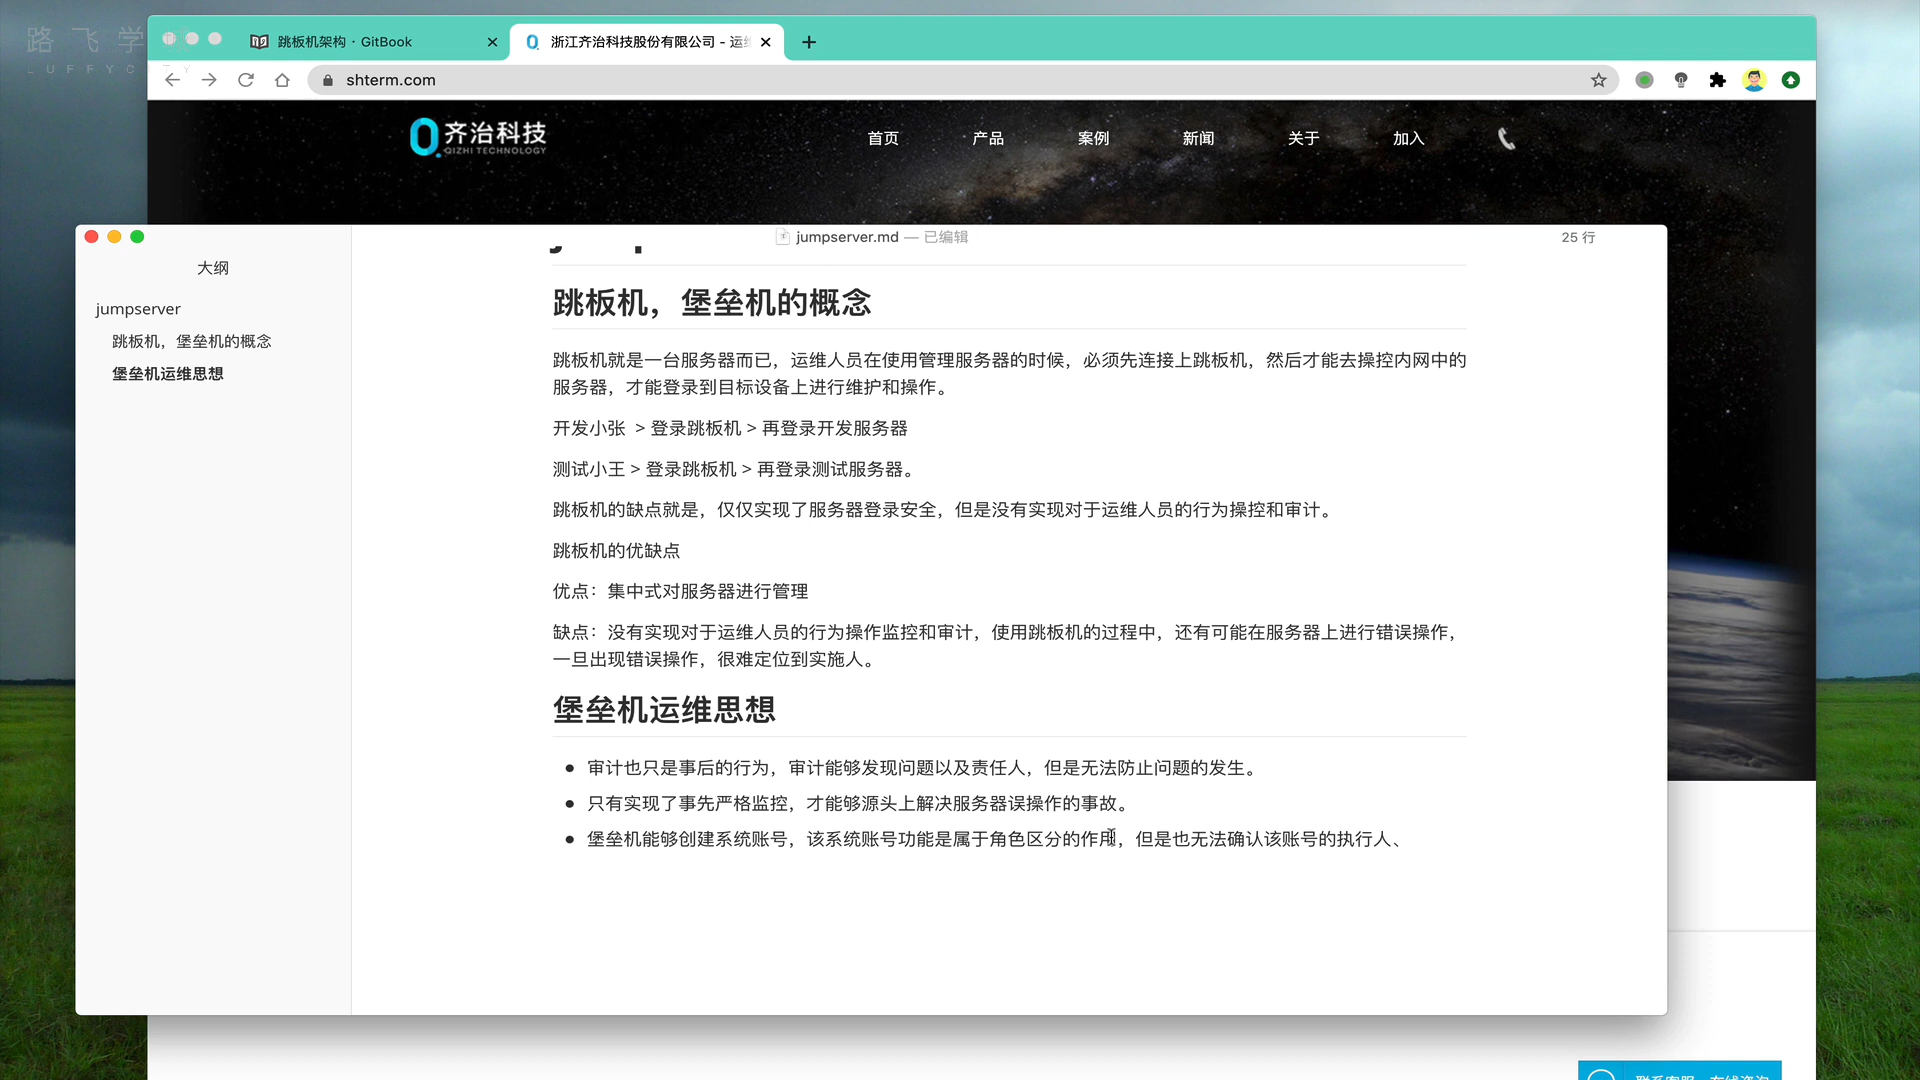 路飞学
LUFFYC
跳板机架构 · GitBook
浙江齐治科技股份有限公司 - 运
shterm.com
齐治科技
QIZHI TECHNOLOGY
首页 产品 案例 新闻 关于 加入
jumpserver.md — 已编辑
25 行
大纲
jumpserver
跳板机，堡垒机的概念
堡垒机运维思想
跳板机，堡垒机的概念
跳板机就是一台服务器而已，运维人员在使用管理服务器的时候，必须先连接上跳板机，然后才能去操控内网中的
服务器，才能登录到目标设备上进行维护和操作。
开发小张 > 登录跳板机 > 再登录开发服务器
测试小王 > 登录跳板机 > 再登录测试服务器。
跳板机的缺点就是，仅仅实现了服务器登录安全，但是没有实现对于运维人员的行为操控和审计。
跳板机的优缺点
优点：集中式对服务器进行管理
缺点：没有实现对于运维人员的行为操作监控和审计，使用跳板机的过程中，还有可能在服务器上进行错误操作，
一旦出现错误操作，很难定位到实施人。
堡垒机运维思想
审计也只是事后的行为，审计能够发现问题以及责任人，但是无法防止问题的发生。
只有实现了事先严格监控，才能够源头上解决服务器误操作的事故。
堡垒机能够创建系统账号，该系统账号功能是属于角色区分的作用，但是也无法确认该账号的执行人、